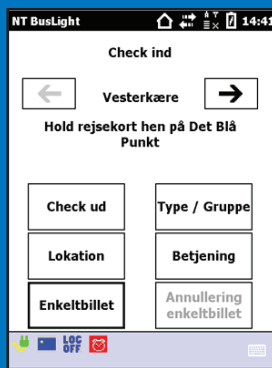 NT BusLight 14:41
Check ind
Vesterkære
Hold rejsekort hen på Det Blå
Punkt
Check ud
Type / Gruppe
Lokation
Betjening
Enkeltbillet
Annullering
enkeltbillet
LOG
OFF